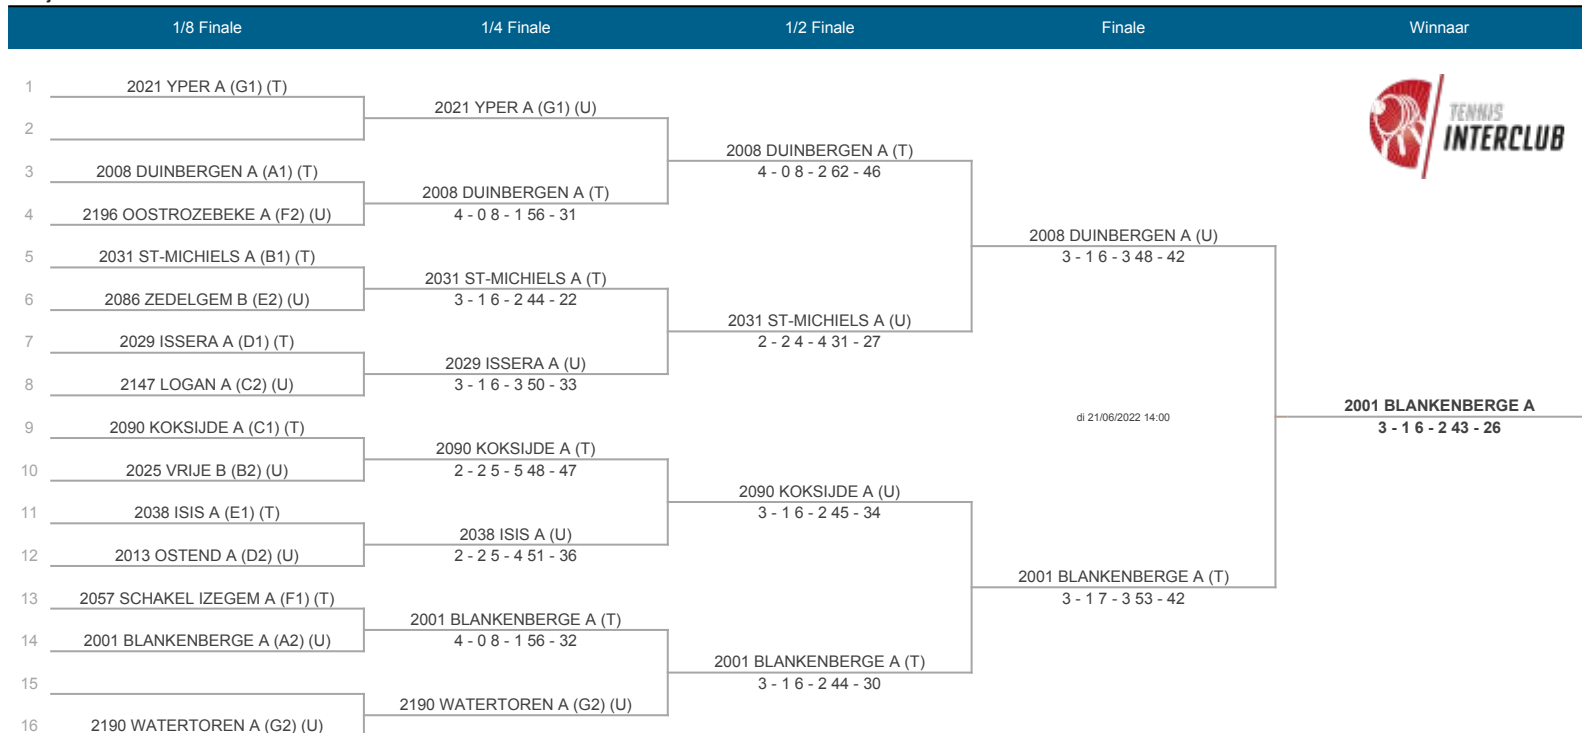 1/8 Finale 1/4 Finale 1/2 Finale Finale Winnaar
1 2021 YPER A (G1) (T)
2021 YPER A (G1) (U)
2
2008 DUINBERGEN A (T)
4 - 0 8 - 2 62 - 46
3 2008 DUINBERGEN A (A1) (T)
2008 DUINBERGEN A (T)
4 - 0 8 - 1 56 - 31
4 2196 OOSTROZEBEKE A (F2) (U)
2008 DUINBERGEN A (U)
3 - 1 6 - 3 48 - 42
5 2031 ST-MICHIELS A (B1) (T)
2031 ST-MICHIELS A (T)
3 - 1 6 - 2 44 - 22
6 2086 ZEDELGEM B (E2) (U)
2031 ST-MICHIELS A (U)
2 - 2 4 - 4 31 - 27
7 2029 ISSERA A (D1) (T)
2029 ISSERA A (U)
3 - 1 6 - 3 50 - 33
8 2147 LOGAN A (C2) (U)
di 21/06/2022 14:00
2001 BLANKENBERGE A
3 - 1 6 - 2 43 - 26
9 2090 KOKSIJDE A (C1) (T)
2090 KOKSIJDE A (T)
2 - 2 5 - 5 48 - 47
10 2025 VRIJE B (B2) (U)
2090 KOKSIJDE A (U)
3 - 1 6 - 2 45 - 34
11 2038 ISIS A (E1) (T)
2038 ISIS A (U)
2 - 2 5 - 4 51 - 36
12 2013 OSTEND A (D2) (U)
2001 BLANKENBERGE A (T)
3 - 1 7 - 3 53 - 42
13 2057 SCHAKEL IZEGEM A (F1) (T)
2001 BLANKENBERGE A (T)
4 - 0 8 - 1 56 - 32
14 2001 BLANKENBERGE A (A2) (U)
2001 BLANKENBERGE A (T)
3 - 1 6 - 2 44 - 30
15
2190 WATERTOREN A (G2) (U)
16 2190 WATERTOREN A (G2) (U)
TENNIS
INTERCLUB